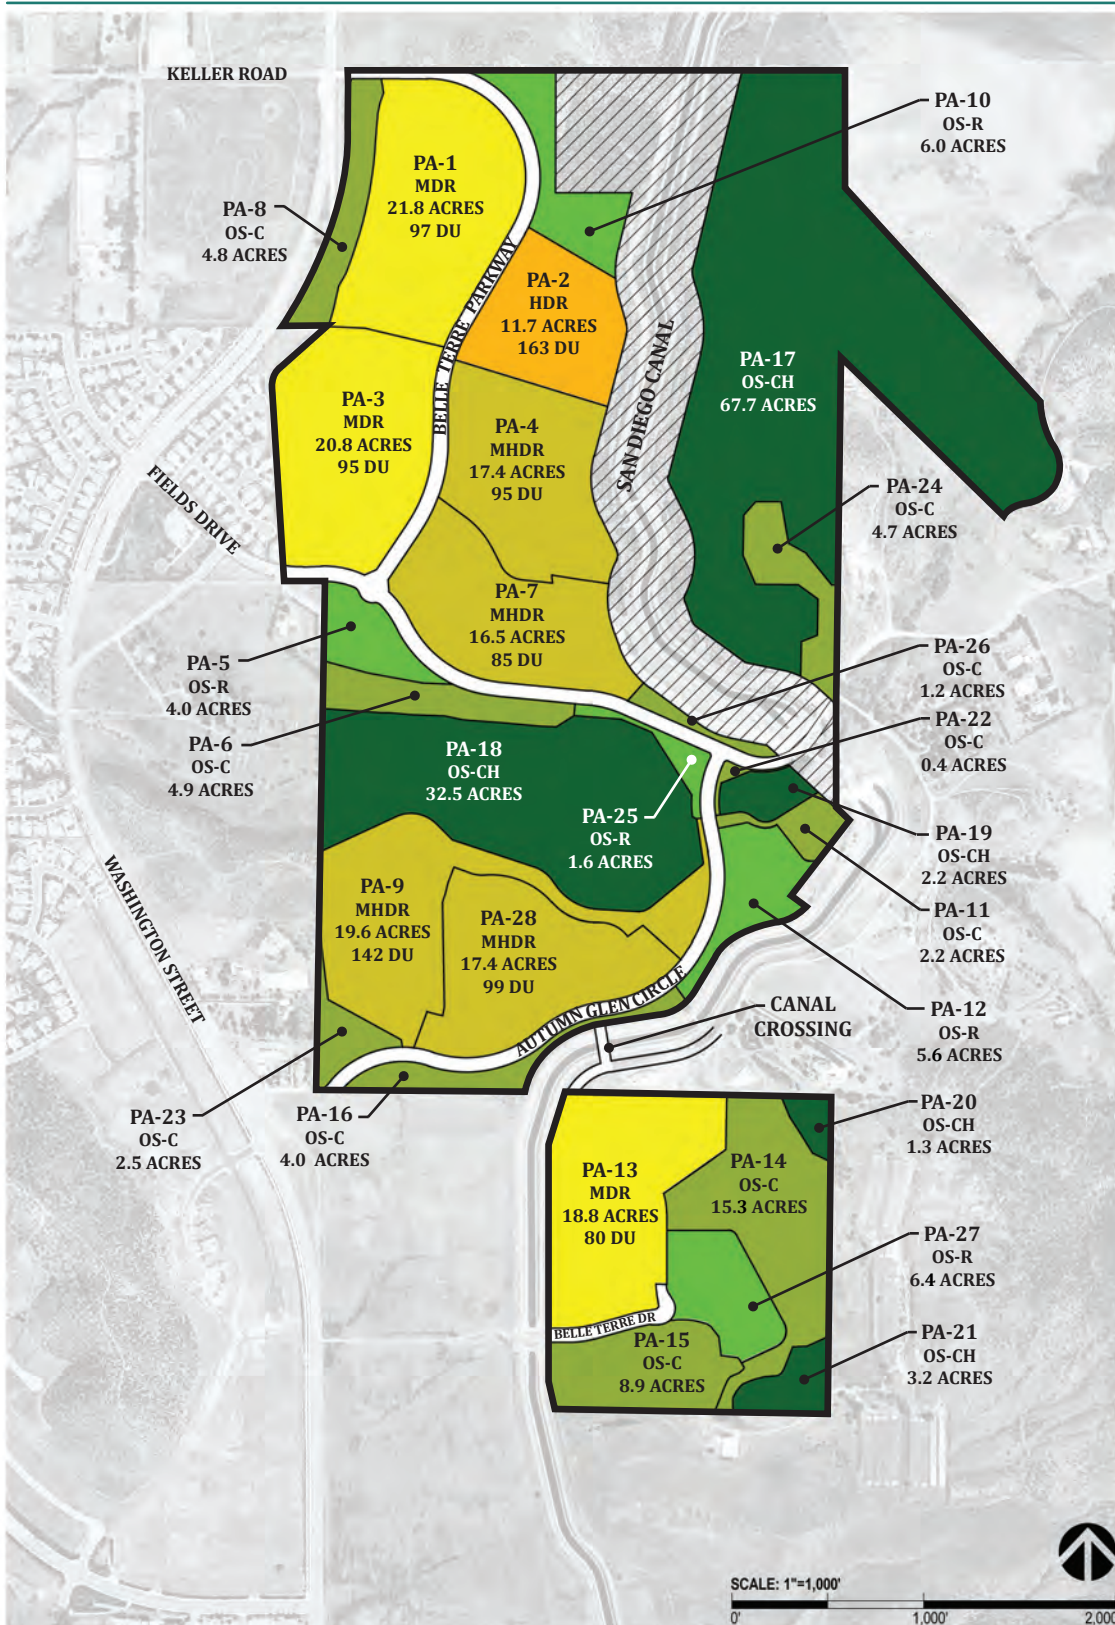 KELLER ROAD
PA-10
OS-R
6.0 ACRES
PA-1
MDR
21.8 ACRES
97 DU
PA-8
OS-C
4.8 ACRES
BELLE TERRE PARKWAY
PA-2
HDR
11.7 ACRES
163 DU
SAN DIEGO CANAL
PA-17
OS-CH
67.7 ACRES
PA-3
MDR
20.8 ACRES
95 DU
PA-4
MHDR
17.4 ACRES
95 DU
FIELDS DRIVE
PA-24
OS-C
4.7 ACRES
PA-7
MHDR
16.5 ACRES
85 DU
PA-5
OS-R
4.0 ACRES
PA-26
OS-C
1.2 ACRES
PA-6
OS-C
4.9 ACRES
PA-22
OS-C
0.4 ACRES
PA-18
OS-CH
32.5 ACRES
PA-25
OS-R
1.6 ACRES
PA-19
OS-CH
2.2 ACRES
WASHINGTON STREET
PA-9
MHDR
19.6 ACRES
142 DU
PA-28
MHDR
17.4 ACRES
99 DU
PA-11
OS-C
2.2 ACRES
AUTUMN GLEN CIRCLE
CANAL
CROSSING
PA-12
OS-R
5.6 ACRES
PA-23
OS-C
2.5 ACRES
PA-16
OS-C
4.0 ACRES
PA-20
OS-CH
1.3 ACRES
PA-13
MDR
18.8 ACRES
80 DU
PA-14
OS-C
15.3 ACRES
PA-27
OS-R
6.4 ACRES
BELLE TERRE DR
PA-15
OS-C
8.9 ACRES
PA-21
OS-CH
3.2 ACRES
SCALE: 1"=1,000'
0' 1,000' 2,000